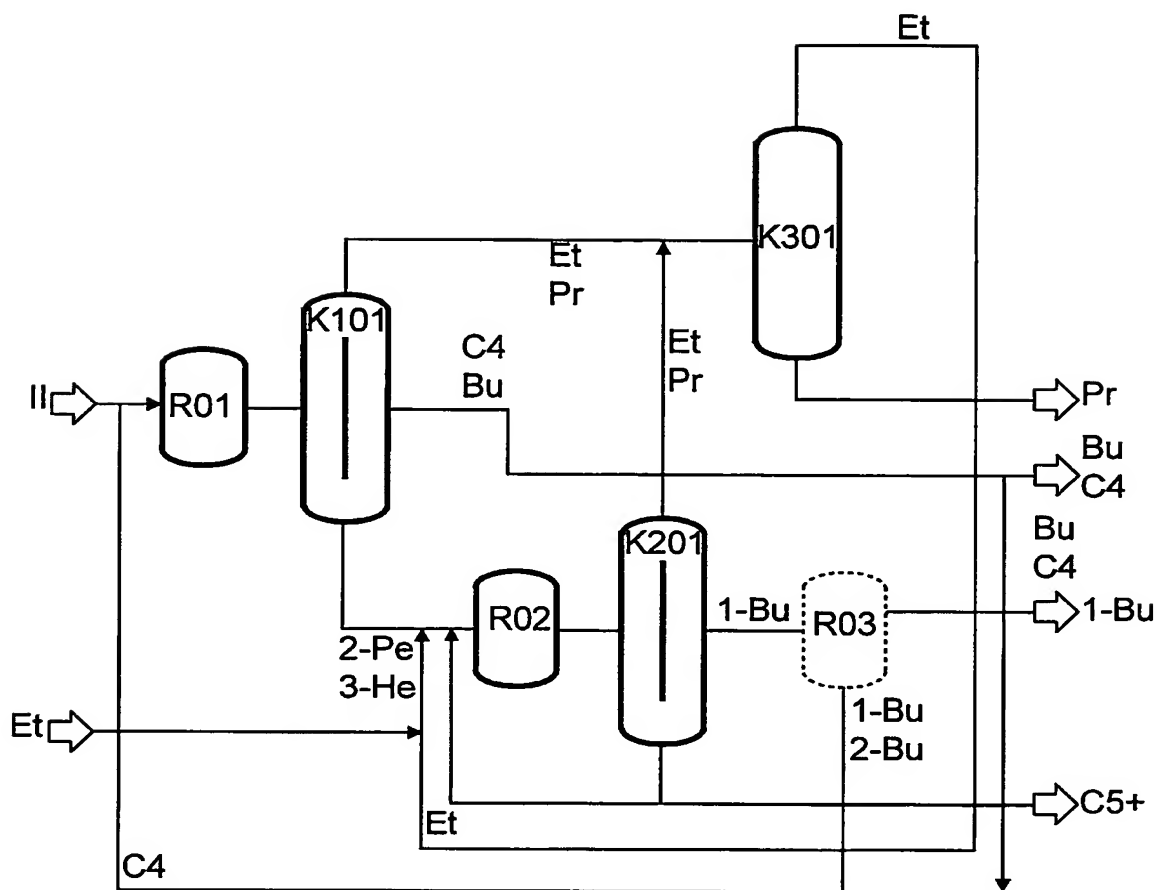 Et
K301
Et
Pr
K101
C4
Bu
Et
Pr
II
R01
Pr
Bu
C4
K201
Bu
C4
1-Bu
R02
1-Bu
R03
2-Pe
3-He
1-Bu
2-Bu
Et
Et
C5+
C4